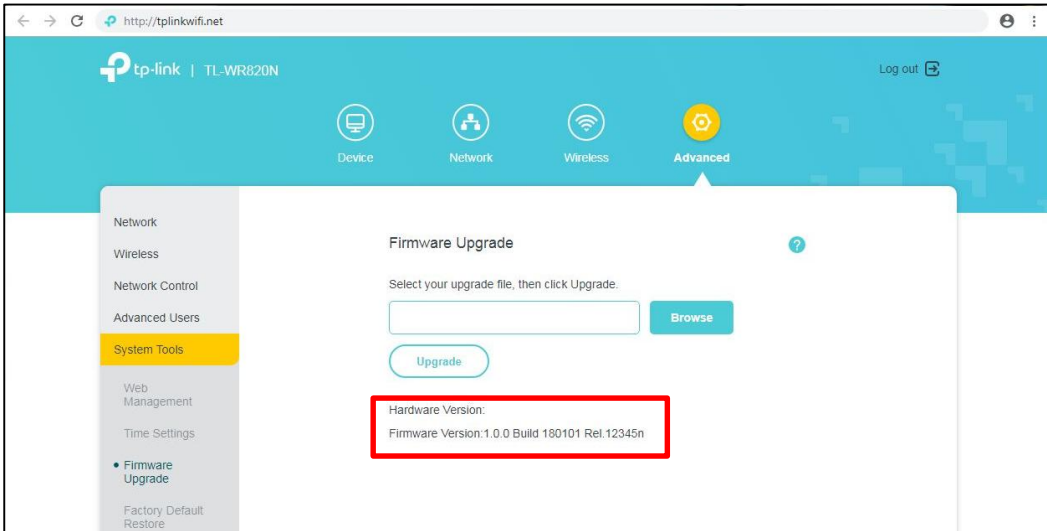 http://tplinkwifi.net
tp-link | TL-WR820N
Log out
Device
Network
Wireless
Advanced
Network
Wireless
Network Control
Advanced Users
System Tools
Web
Management
Time Settings
Firmware
Upgrade
Factory Default
Restore
Firmware Upgrade
?
Select your upgrade file, then click Upgrade.
Browse
Upgrade
Hardware Version:
Firmware Version:1.0.0 Build 180101 Rel.12345n